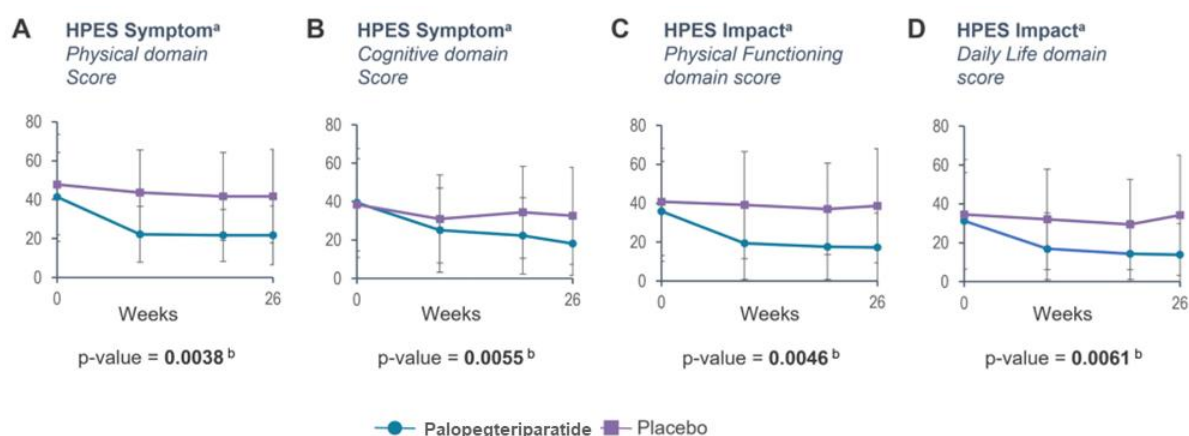 A HPES Symptomᵃ
Physical domain
Score
80
60
40
20
0
0
26
Weeks
p-value = 0.0038 ᵇ
B HPES Symptomᵃ
Cognitive domain
Score
80
60
40
20
0
0
26
Weeks
p-value = 0.0055 ᵇ
C HPES Impactᵃ
Physical Functioning
domain score
80
60
40
20
0
0
26
Weeks
p-value = 0.0046 ᵇ
D HPES Impactᵃ
Daily Life domain
score
80
60
40
20
0
0
26
Weeks
p-value = 0.0061 ᵇ
Palopegteriparatide Placebo